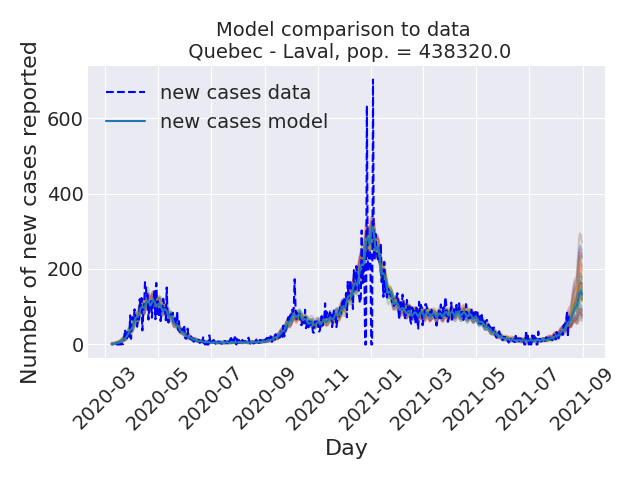 Model comparison to data
Quebec - Laval, pop. = 438320.0
Number of new cases reported
600
400
200
0
new cases data
new cases model
2020-03
2020-05
2020-07
2020-09
2020-11
2021-01
2021-03
2021-05
2021-07
2021-09
Day